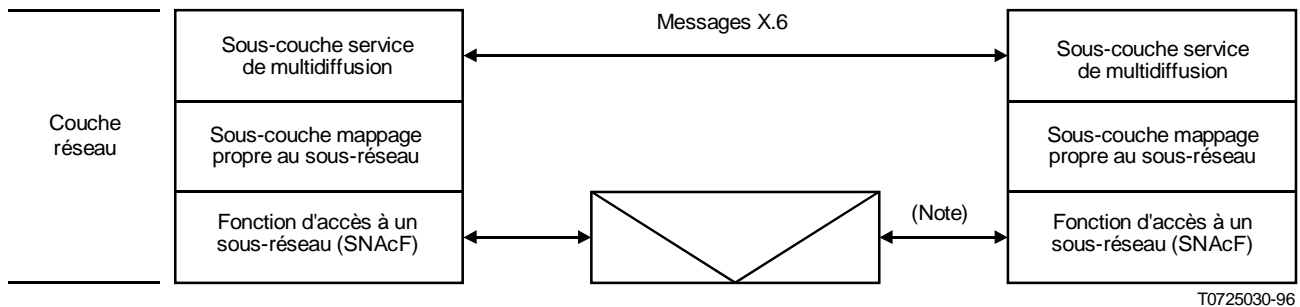 Messages X.6
Sous-couche service
de multidiffusion
Sous-couche service
de multidiffusion
Couche
réseau
Sous-couche mappage
propre au sous-réseau
Sous-couche mappage
propre au sous-réseau
Fonction d'accès à un
sous-réseau (SNAcF)
(Note)
Fonction d'accès à un
sous-réseau (SNAcF)
T0725030-96